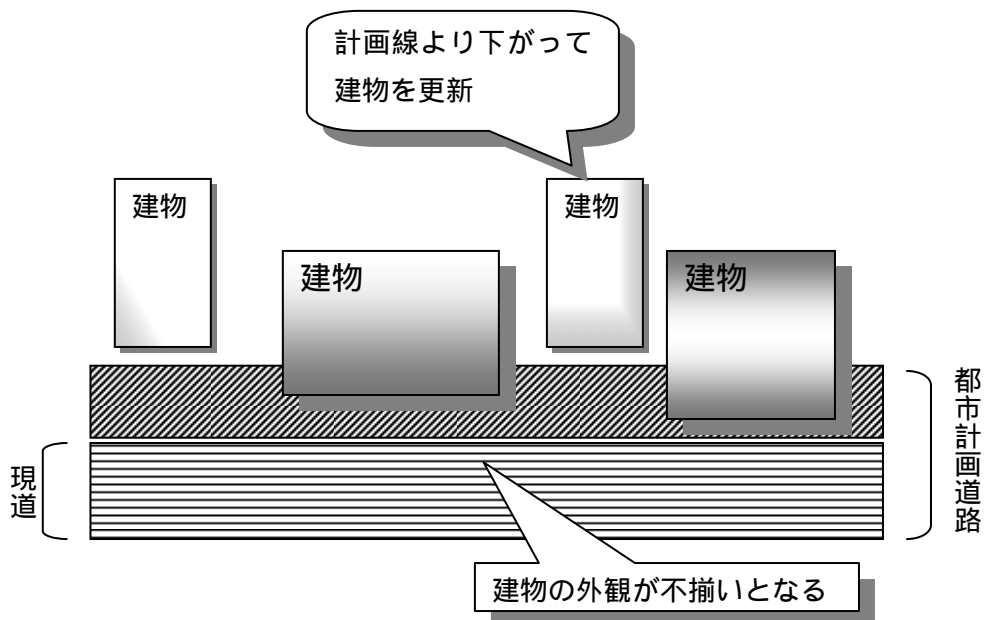 計画線より下がって
建物を更新
建物
建物
建物
建物
都市計画道路
現道
建物の外観が不揃いとなる